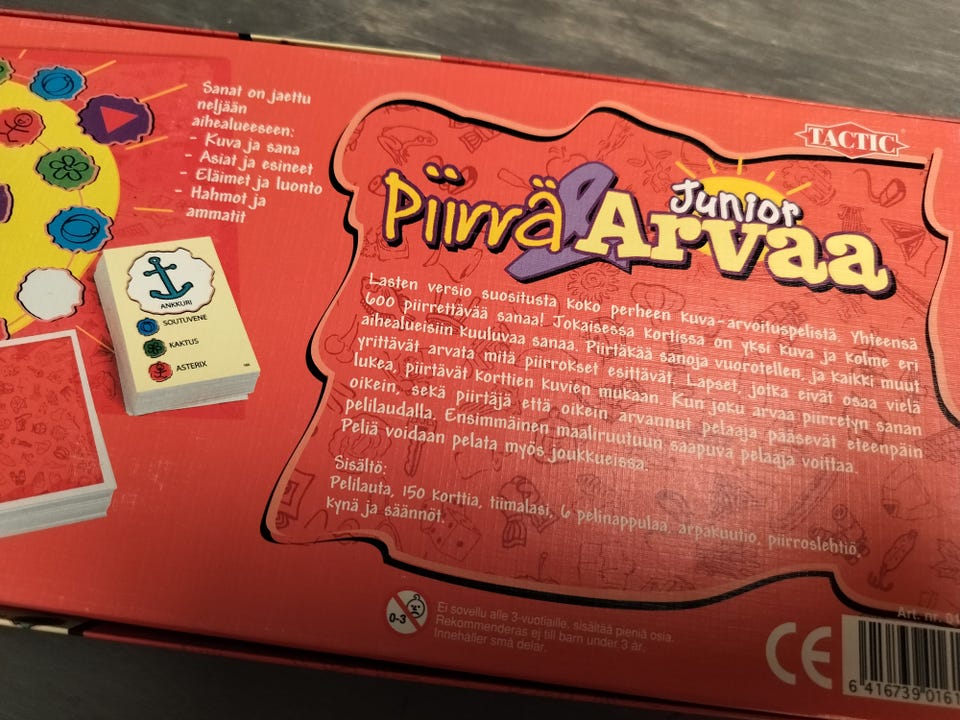 Sanat on jaettu
neljään
aihealueeseen:
- Kuva ja sana
- Asiat ja esineet
- Eläimet ja luonto
- Hahmot ja
ammatit
ANKKURI
SOUTUVENE
KAKTUS
ASTERIX
TACTIC
Piirrä & Arvaa
Junior
Lasten versio suositusta koko perheen kuva-arvoituspelistä. Yhteensä
600 piirrettävää sanaa! Jokaisessa kortissa on yksi kuva ja kolme eri
aihealueisiin kuuluvaa sanaa. Piirtäkää sanoja vuorotellen, ja kaikki muut
yrittävät arvata mitä piirrokset esittävät. Lapset, jotka eivät osaa vielä
lukea, piirtävät korttien kuvien mukaan. Kun joku arvaa piirretyn sanan
oikein, sekä piirtäjä että oikein arvannut pelaaja pääsevät eteenpäin
pelilaudalla. Ensimmäinen maaliruutuun saapuva pelaaja voittaa.
Peliä voidaan pelata myös joukkueissa.
Sisältö:
Pelilauta, 150 korttia, tiimalasi, 6 pelinappulaa, arpakuutio, piirroslehtiö,
kynä ja säännöt.
0-3
Ei sovellu alle 3-vuotiaille, sisältää pieniä osia.
Rekommenderas ej till barn under 3 år.
Innehåller små delar.
CE
Art. nr.
6 416739 016